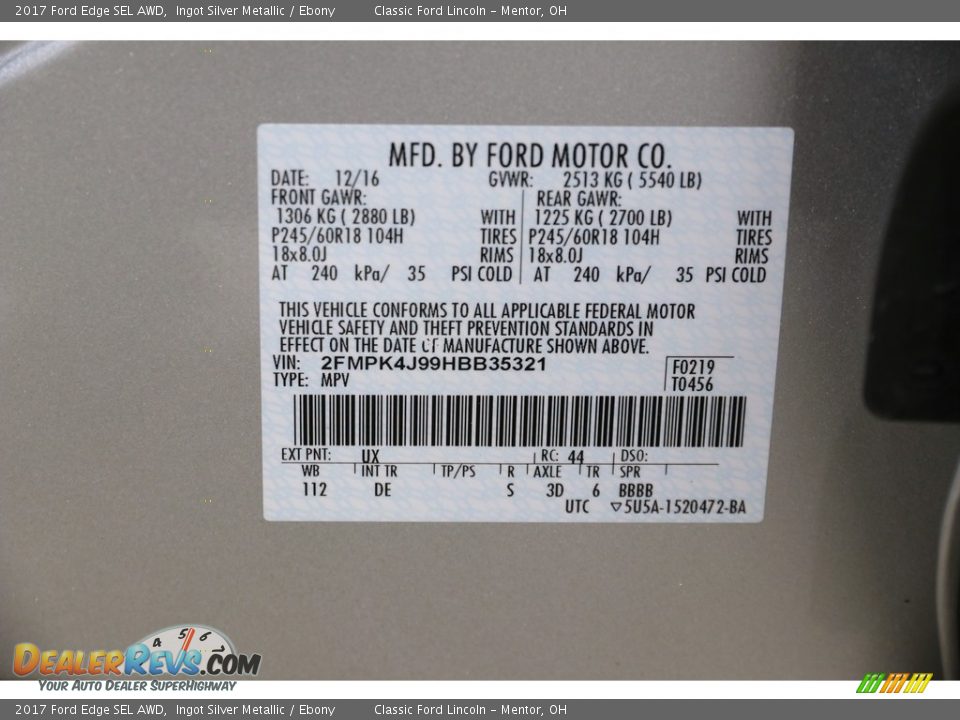 2017 Ford Edge SEL AWD, Ingot Silver Metallic / Ebony Classic Ford Lincoln – Mentor, OH
MFD. BY FORD MOTOR CO.
DATE: 12/16 GVWR: 2513 KG ( 5540 LB)
FRONT GAWR: REAR GAWR:
1306 KG ( 2880 LB) WITH 1225 KG ( 2700 LB) WITH
P245/60R18 104H TIRES P245/60R18 104H TIRES
18x8.0J RIMS 18x8.0J RIMS
AT 240 kPa/ 35 PSI COLD AT 240 kPa/ 35 PSI COLD
THIS VEHICLE CONFORMS TO ALL APPLICABLE FEDERAL MOTOR
VEHICLE SAFETY AND THEFT PREVENTION STANDARDS IN
EFFECT ON THE DATE OF MANUFACTURE SHOWN ABOVE.
VIN: 2FMPK4J99HBB35321 F0219
TYPE: MPV T0456
EXT PNT: UX RC: 44 DSO:
WB INT TR TP/PS R AXLE TR SPR
112 DE S 3D 6 BBBB
UTC ▽5U5A-1520472-BA
4 5 6
DEALERREVS.COM
YOUR AUTO DEALER SUPERHIGHWAY
2017 Ford Edge SEL AWD, Ingot Silver Metallic / Ebony Classic Ford Lincoln – Mentor, OH